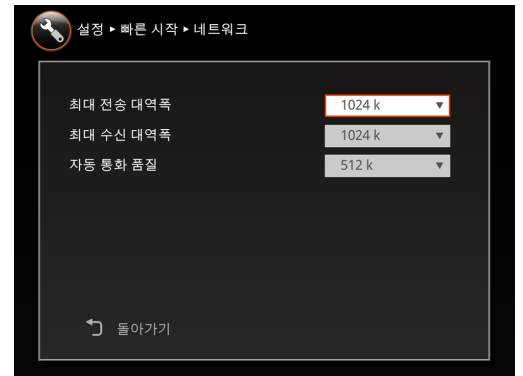 설정 ▸ 빠른 시작 ▸ 네트워크
최대 전송 대역폭 1024 k
최대 수신 대역폭 1024 k
자동 통화 품질 512 k
돌아가기